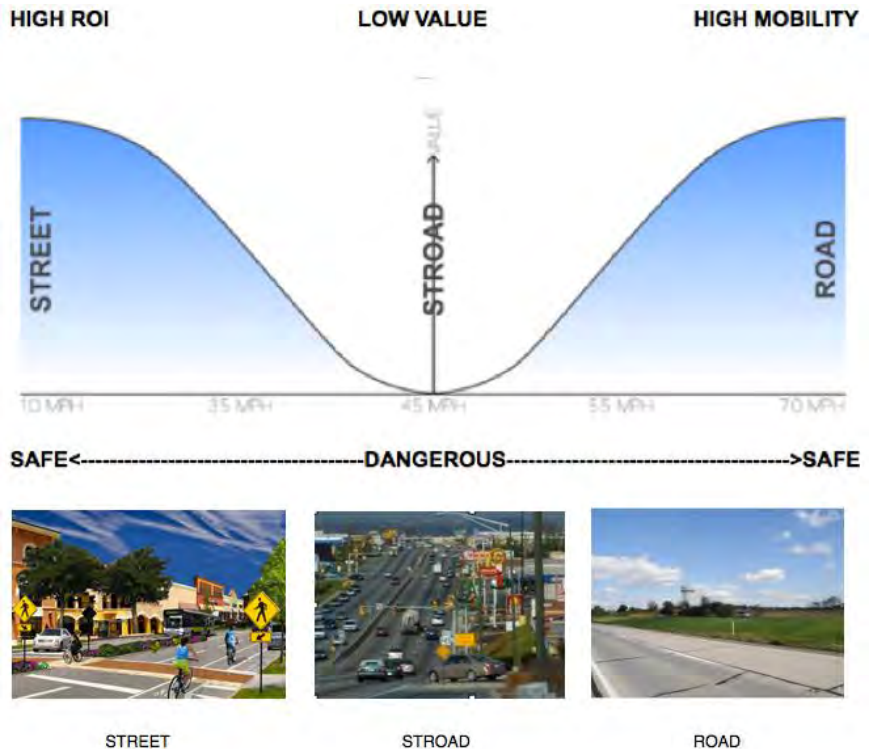 HIGH ROI LOW VALUE HIGH MOBILITY
VALUE
STREET STROAD ROAD
10 MPH 35 MPH 45 MPH 55 MPH 70 MPH
SAFE<---------------------------------------DANGEROUS--------------------------------------->SAFE
STREET STROAD ROAD